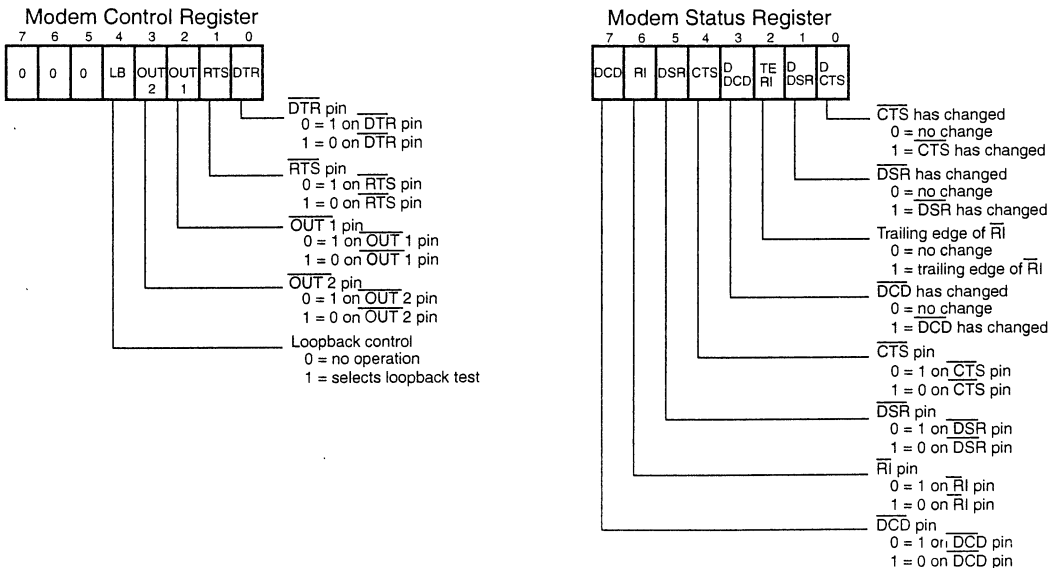 Modem Control Register
7 6 5 4 3 2 1 0
0 0 0 LB OUT 2 OUT 1 RTS DTR
DTR pin
0 = 1 on DTR pin
1 = 0 on DTR pin
RTS pin
0 = 1 on RTS pin
1 = 0 on RTS pin
OUT 1 pin
0 = 1 on OUT 1 pin
1 = 0 on OUT 1 pin
OUT 2 pin
0 = 1 on OUT 2 pin
1 = 0 on OUT 2 pin
Loopback control
0 = no operation
1 = selects loopback test
Modem Status Register
7 6 5 4 3 2 1 0
DCD RI DSR CTS D DCD TE RI D DSR D CTS
CTS has changed
0 = no change
1 = CTS has changed
DSR has changed
0 = no change
1 = DSR has changed
Trailing edge of RI
0 = no change
1 = trailing edge of RI
DCD has changed
0 = no change
1 = DCD has changed
CTS pin
0 = 1 on CTS pin
1 = 0 on CTS pin
DSR pin
0 = 1 on DSR pin
1 = 0 on DSR pin
RI pin
0 = 1 on RI pin
1 = 0 on RI pin
DCD pin
0 = 1 on DCD pin
1 = 0 on DCD pin